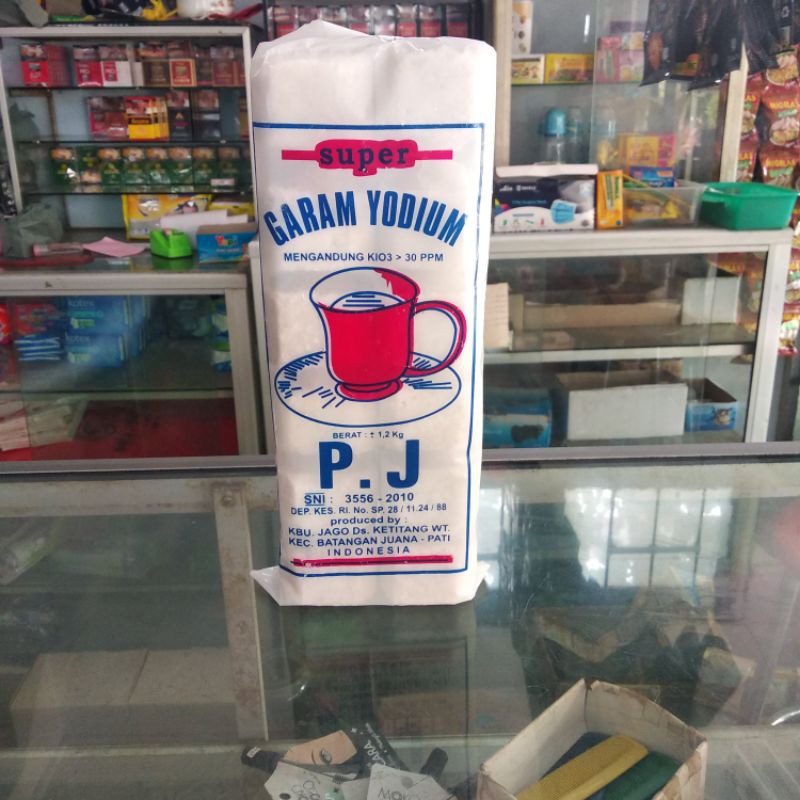 super
GARAM YODIUM
MENGANDUNG KIO3 > 30 PPM
BERAT : ± 1,2 Kg
P.J
SNI : 3556 - 2010
DEP. KES. RI. No. SP. 28 / 11.24 / 88
produced by :
KBU. JAGO Ds. KETITANG WT.
KEC. BATANGAN JUANA - PATI
INDONESIA
kotex